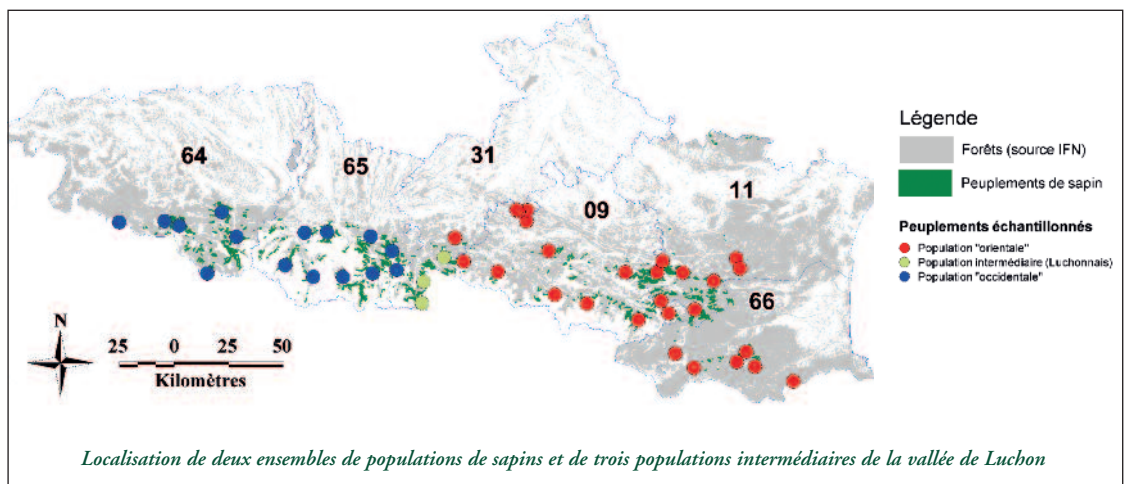 64
65
31
09
11
66
N
25 0 25 50
Kilomètres
Légende
Forêts (source IFN)
Peuplements de sapin
Peuplements échantillonnés
Population "orientale"
Population intermédiaire (Luchonnais)
Population "occidentale"
Localisation de deux ensembles de populations de sapins et de trois populations intermédiaires de la vallée de Luchon